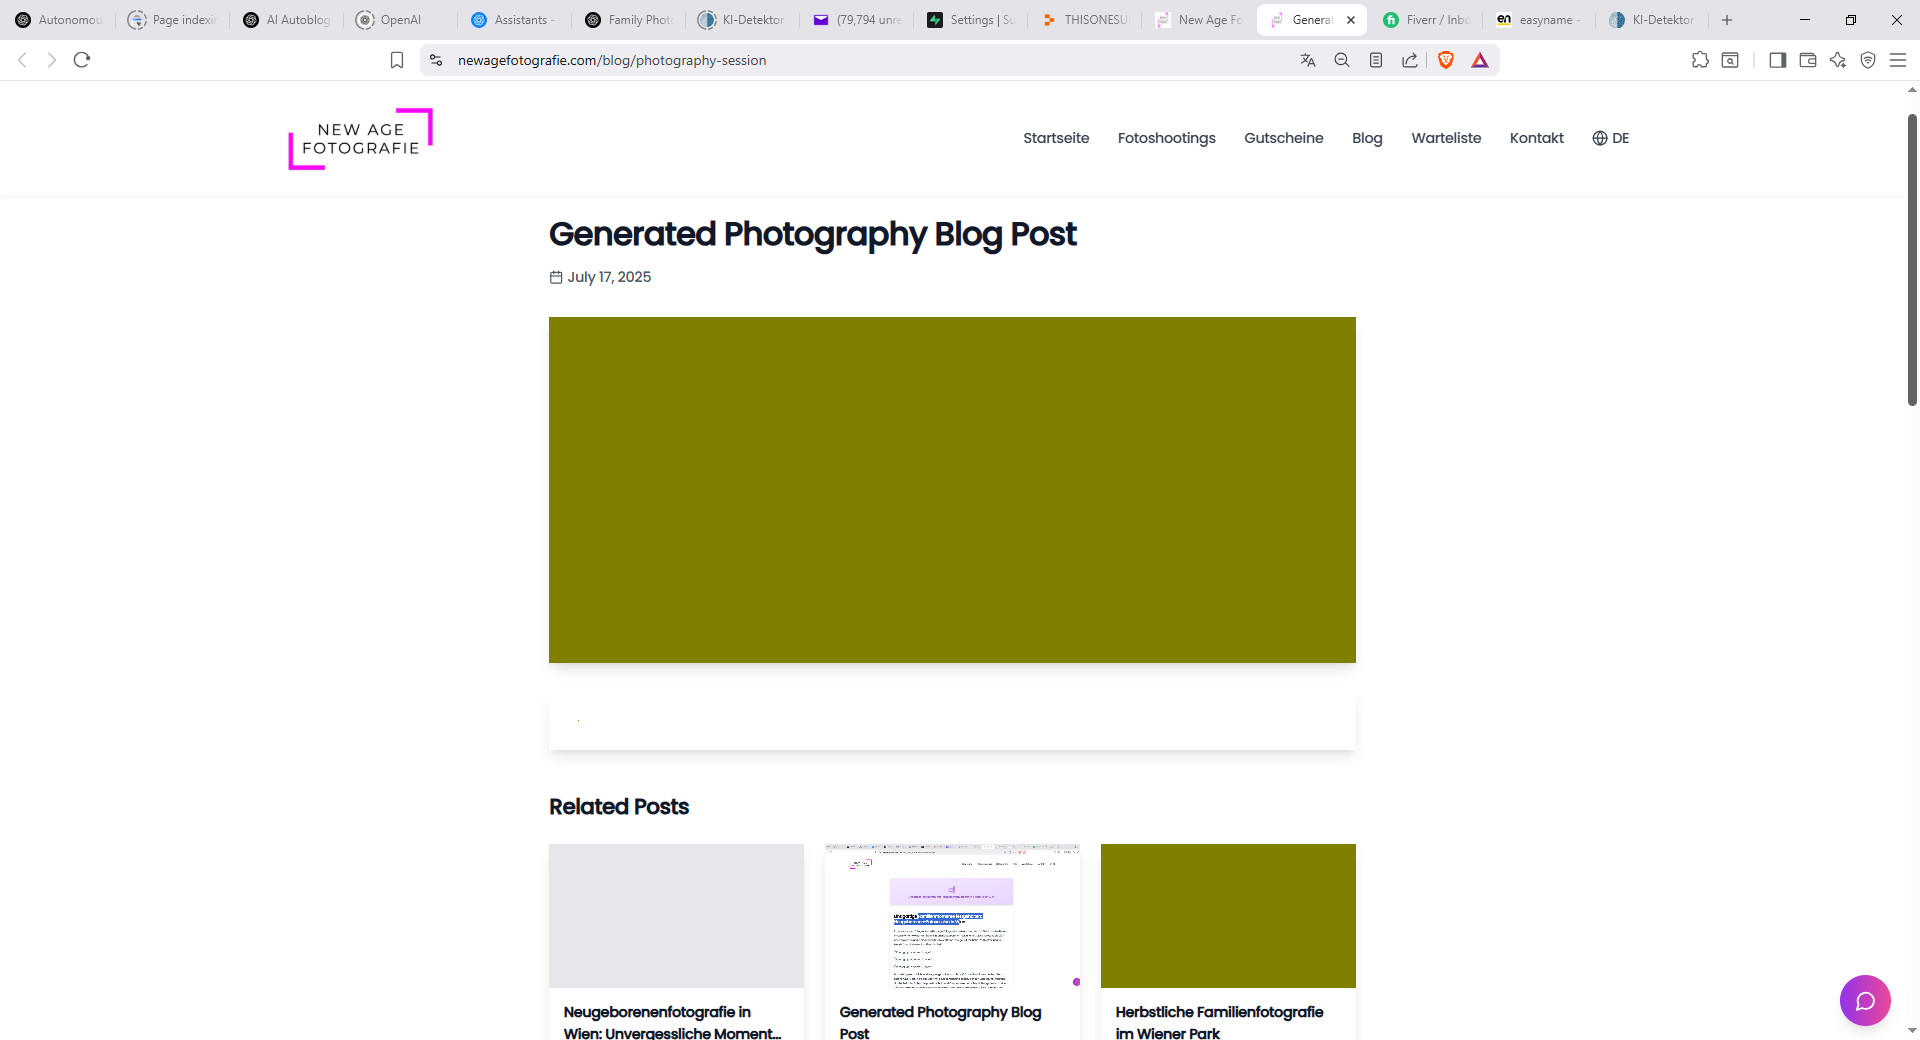 Autonomou
Page indexin
AI Autoblog
OpenAI
Assistants -
Family Phot
KI-Detektor
(79,794 unre
Settings | Su
THISONESU
New Age Fo
Generat
Fiverr / Inbo
easyname -
KI-Detektor
newagefotografie.com/blog/photography-session
NEW AGE
FOTOGRAFIE
Startseite
Fotoshootings
Gutscheine
Blog
Warteliste
Kontakt
DE
Generated Photography Blog Post
July 17, 2025
Related Posts
Neugeborenenfotografie in
Wien: Unvergessliche Moment...
Generated Photography Blog
Post
Herbstliche Familienfotografie
im Wiener Park